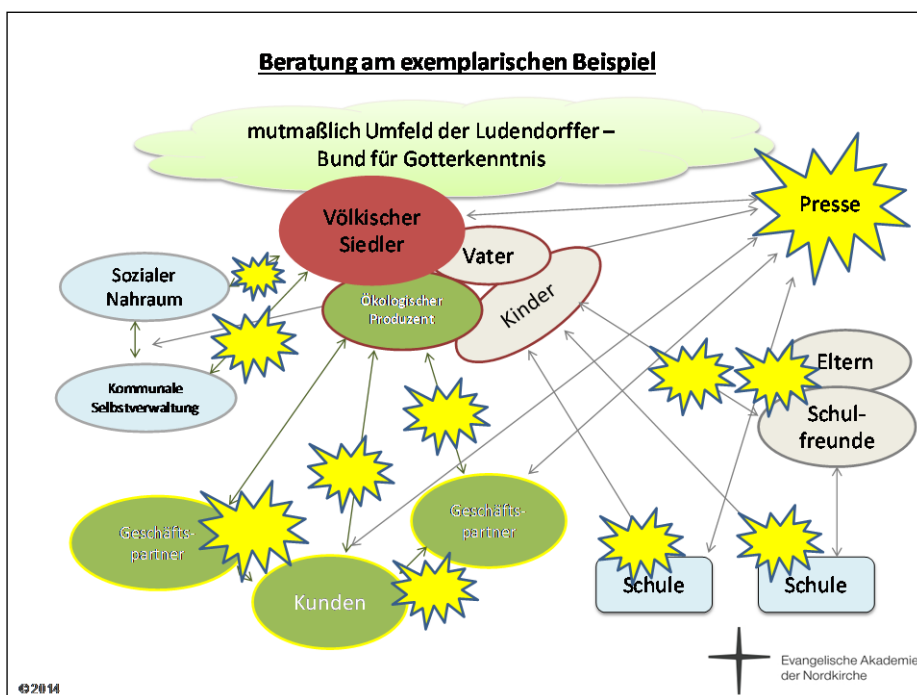 Beratung am exemplarischen Beispiel
mutmaßlich Umfeld der Ludendorffer –
Bund für Gotterkenntnis
Presse
Völkischer
Siedler
Vater
Sozialer
Nahraum
Ökologischer
Produzent
Kinder
Eltern
Kommunale
Selbstverwaltung
Schul-
freunde
Geschäfts-
partner
Geschäfts-
partner
Kunden
Schule
Schule
Evangelische Akademie
der Nordkirche
©2014